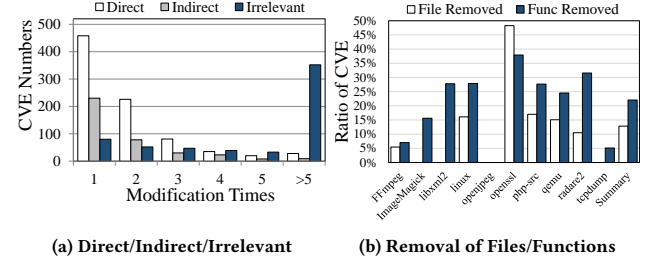 Direct Indirect Irrelevant
CVE Numbers
500
400
300
200
100
0
1 2 3 4 5 >5
Modification Times
(a) Direct/Indirect/Irrelevant
File Removed Func Removed
Ratio of CVE
50%
45%
40%
35%
30%
25%
20%
15%
10%
5%
0%
FFmpeg ImageMagick libxml2 linux openjpeg openssl php-src qemu radare2 tcpdump Summary
(b) Removal of Files/Functions